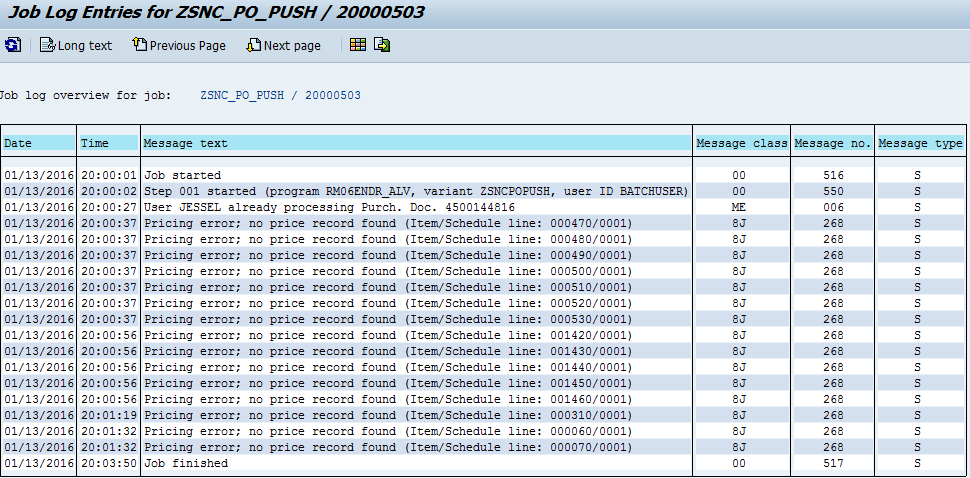 Job Log Entries for ZSNC_PO_PUSH / 20000503
Long text Previous Page Next page
Job log overview for job: ZSNC_PO_PUSH / 20000503
Date Time Message text Message class Message no. Message type
01/13/2016 20:00:01 Job started 00 516 S
01/13/2016 20:00:02 Step 001 started (program RM06ENDR_ALV, variant ZSNCPOPUSH, user ID BATCHUSER) 00 550 S
01/13/2016 20:00:27 User JESSEL already processing Purch. Doc. 4500144816 ME 006 S
01/13/2016 20:00:37 Pricing error; no price record found (Item/Schedule line: 000470/0001) 8J 268 S
01/13/2016 20:00:37 Pricing error; no price record found (Item/Schedule line: 000480/0001) 8J 268 S
01/13/2016 20:00:37 Pricing error; no price record found (Item/Schedule line: 000490/0001) 8J 268 S
01/13/2016 20:00:37 Pricing error; no price record found (Item/Schedule line: 000500/0001) 8J 268 S
01/13/2016 20:00:37 Pricing error; no price record found (Item/Schedule line: 000510/0001) 8J 268 S
01/13/2016 20:00:37 Pricing error; no price record found (Item/Schedule line: 000520/0001) 8J 268 S
01/13/2016 20:00:37 Pricing error; no price record found (Item/Schedule line: 000530/0001) 8J 268 S
01/13/2016 20:00:56 Pricing error; no price record found (Item/Schedule line: 001420/0001) 8J 268 S
01/13/2016 20:00:56 Pricing error; no price record found (Item/Schedule line: 001430/0001) 8J 268 S
01/13/2016 20:00:56 Pricing error; no price record found (Item/Schedule line: 001440/0001) 8J 268 S
01/13/2016 20:00:56 Pricing error; no price record found (Item/Schedule line: 001450/0001) 8J 268 S
01/13/2016 20:00:56 Pricing error; no price record found (Item/Schedule line: 001460/0001) 8J 268 S
01/13/2016 20:01:19 Pricing error; no price record found (Item/Schedule line: 000310/0001) 8J 268 S
01/13/2016 20:01:32 Pricing error; no price record found (Item/Schedule line: 000060/0001) 8J 268 S
01/13/2016 20:01:32 Pricing error; no price record found (Item/Schedule line: 000070/0001) 8J 268 S
01/13/2016 20:03:50 Job finished 00 517 S